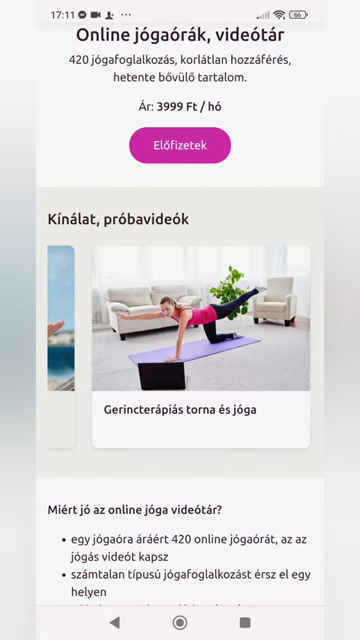 17:11
66
Online jógaórák, videótár
420 jógafoglalkozás, korlátlan hozzáférés,
hetente bővülő tartalom.
Ár: 3999 Ft / hó
Előfizetek
Kínálat, próbavideók
Gerincterápiás torna és jóga
Miért jó az online jóga videótár?
• egy jógaóra áráért 420 online jógaórát, az az
jógás videót kapsz
• számtalan típusú jógafoglalkozást érsz el egy
helyen